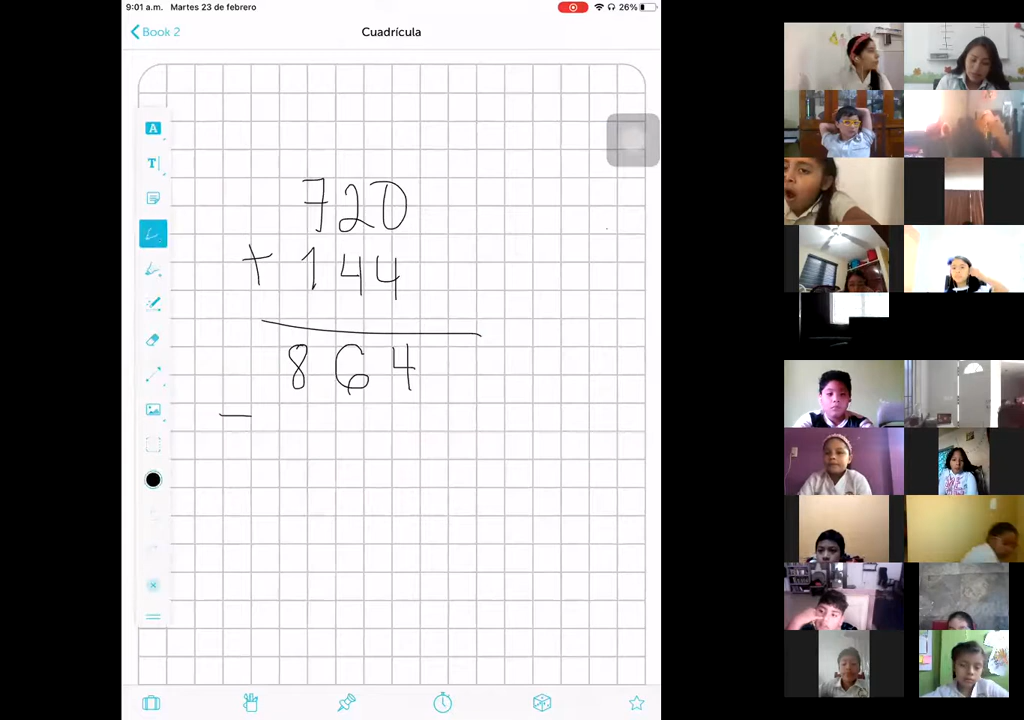 9:01 a.m. Martes 23 de febrero 26%
Book 2 Cuadrícula
A
T
720
+ 144
864
−